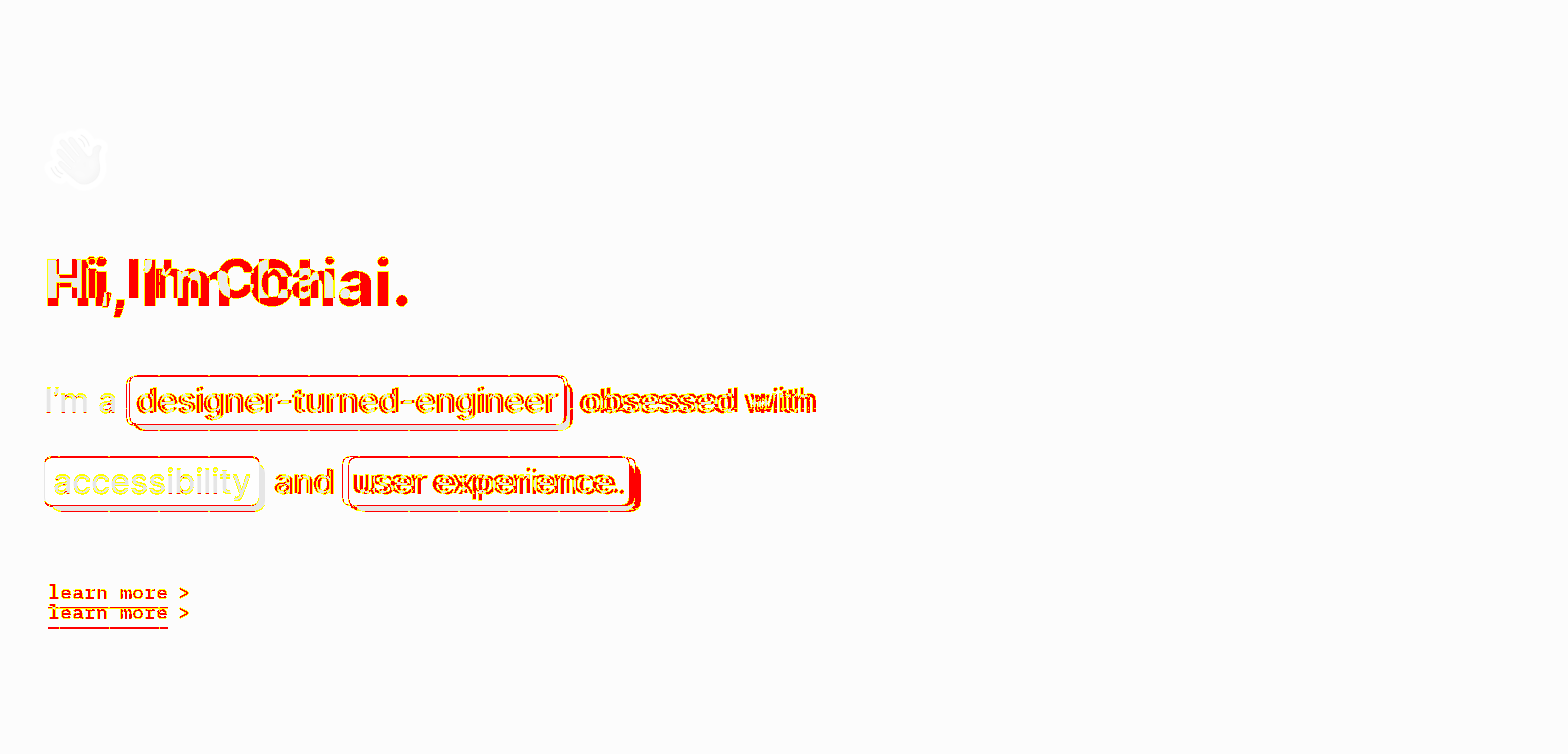 Hi, I'm Chai.
I'm a designer-turned-engineer obsessed with
accessibility and user experience.
learn more >
learn more >